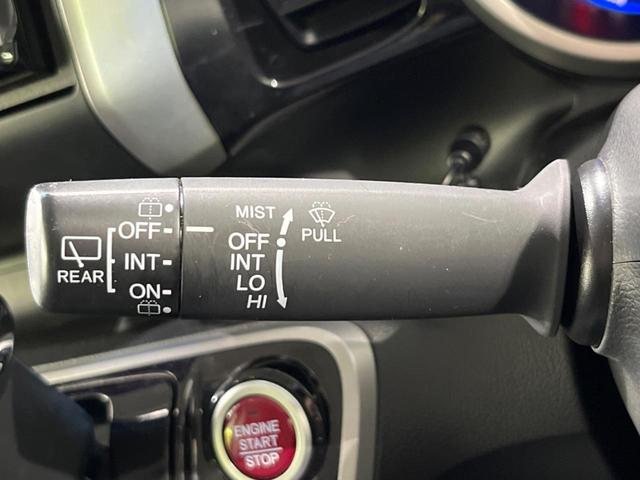 OFF
INT
ON
REAR
MIST
OFF
INT
LO
HI
PULL
ENGINE
START
STOP